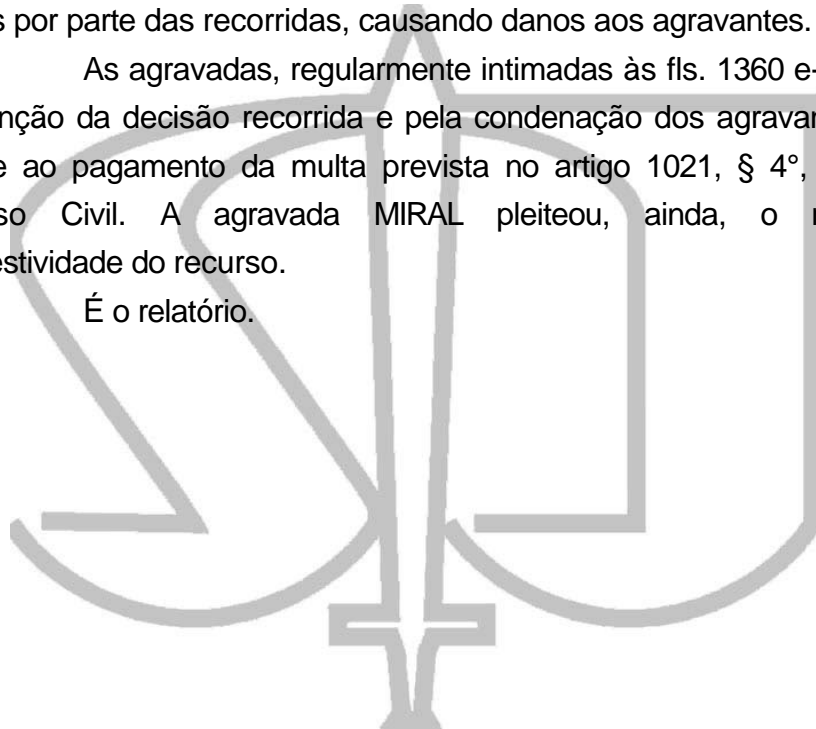 s por parte das recorridas, causando danos aos agravantes.
As agravadas, regularmente intimadas às fls. 1360 e-
nção da decisão recorrida e pela condenação dos agravar
e ao pagamento da multa prevista no artigo 1021, § 4°,
so Civil. A agravada MIRAL pleiteou, ainda, o r
estividade do recurso.
É o relatório.